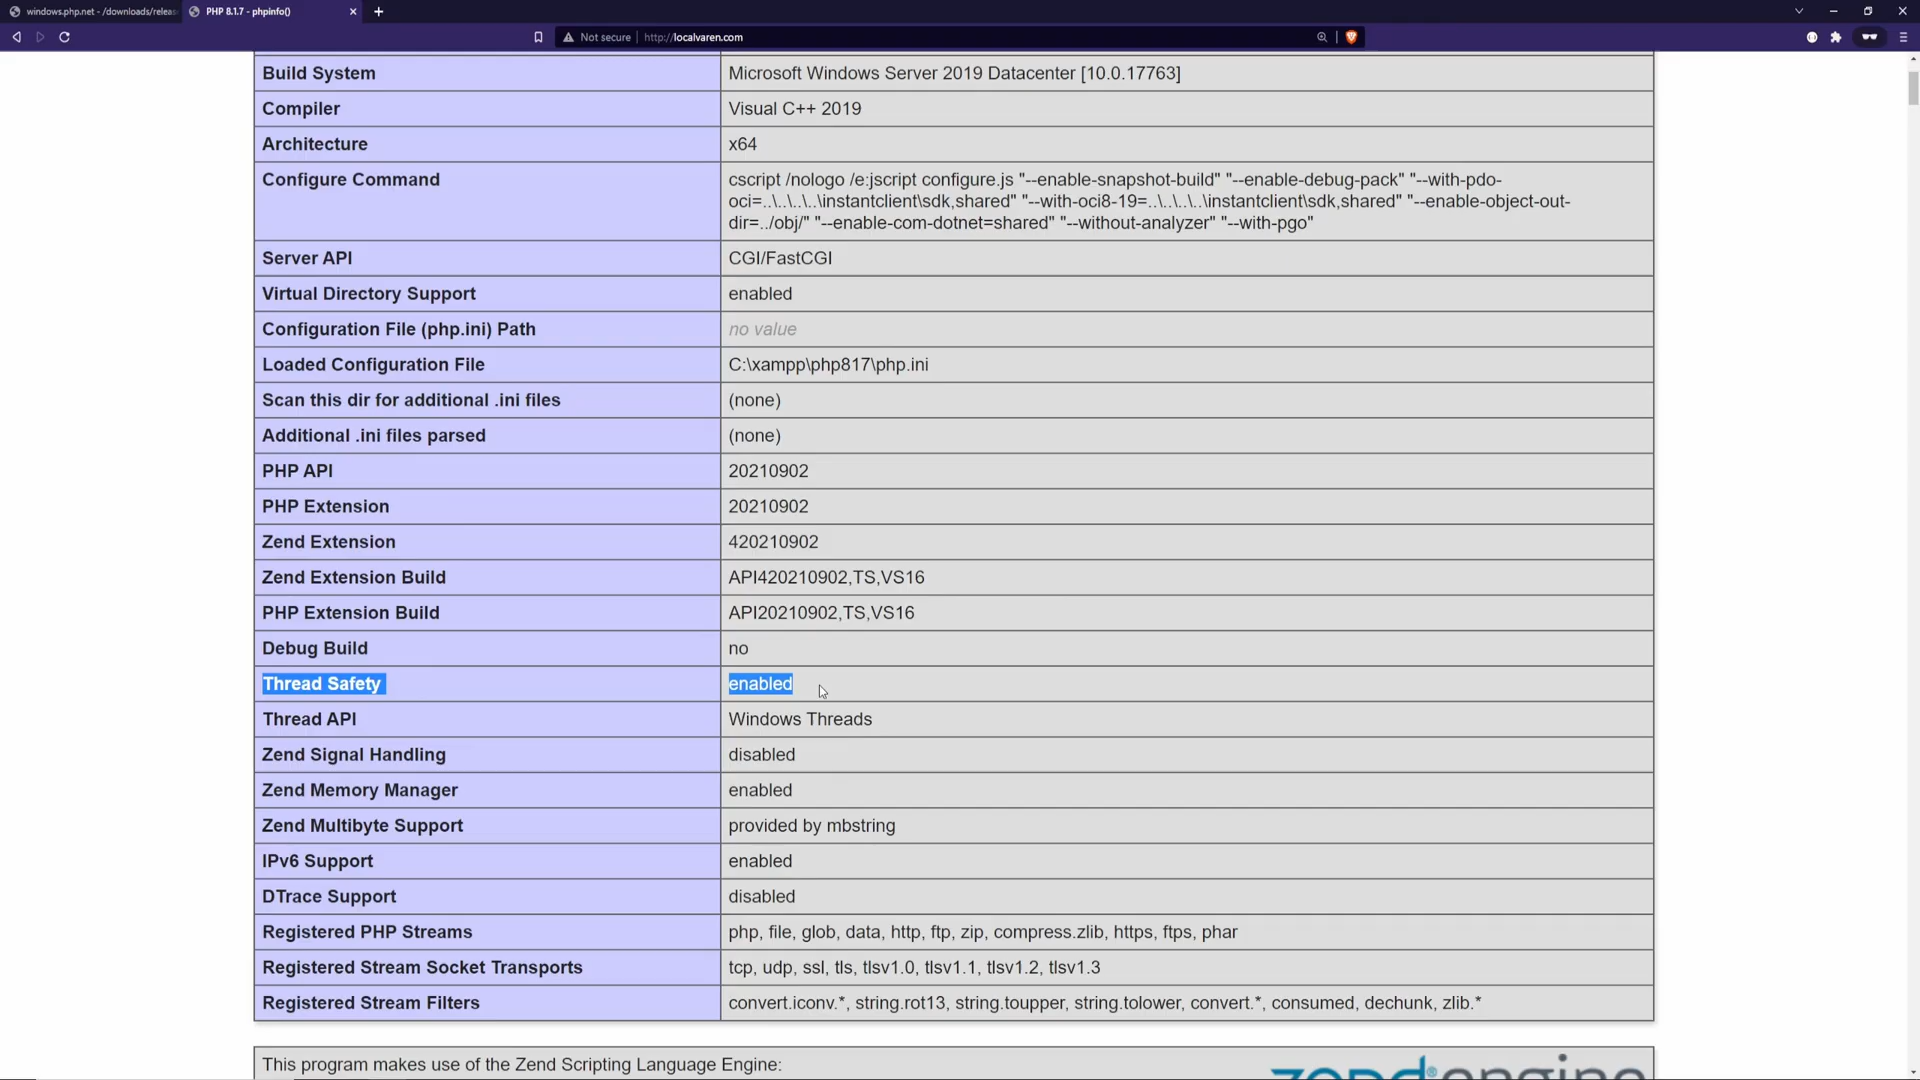 windows.php.net - /downloads/releas
PHP 8.1.7 - phpinfo()
Not secure http://localvaren.com
Build System Microsoft Windows Server 2019 Datacenter [10.0.17763]
Compiler Visual C++ 2019
Architecture x64
Configure Command cscript /nologo /e:jscript configure.js "--enable-snapshot-build" "--enable-debug-pack" "--with-pdo-
oci=..\..\..\..\instantclient\sdk,shared" "--with-oci8-19=..\..\..\..\instantclient\sdk,shared" "--enable-object-out-
dir=../obj/" "--enable-com-dotnet=shared" "--without-analyzer" "--with-pgo"
Server API CGI/FastCGI
Virtual Directory Support enabled
Configuration File (php.ini) Path no value
Loaded Configuration File C:\xampp\php817\php.ini
Scan this dir for additional .ini files (none)
Additional .ini files parsed (none)
PHP API 20210902
PHP Extension 20210902
Zend Extension 420210902
Zend Extension Build API420210902,TS,VS16
PHP Extension Build API20210902,TS,VS16
Debug Build no
Thread Safety enabled
Thread API Windows Threads
Zend Signal Handling disabled
Zend Memory Manager enabled
Zend Multibyte Support provided by mbstring
IPv6 Support enabled
DTrace Support disabled
Registered PHP Streams php, file, glob, data, http, ftp, zip, compress.zlib, https, ftps, phar
Registered Stream Socket Transports tcp, udp, ssl, tls, tlsv1.0, tlsv1.1, tlsv1.2, tlsv1.3
Registered Stream Filters convert.iconv.*, string.rot13, string.toupper, string.tolower, convert.*, consumed, dechunk, zlib.*
This program makes use of the Zend Scripting Language Engine:
zend engine